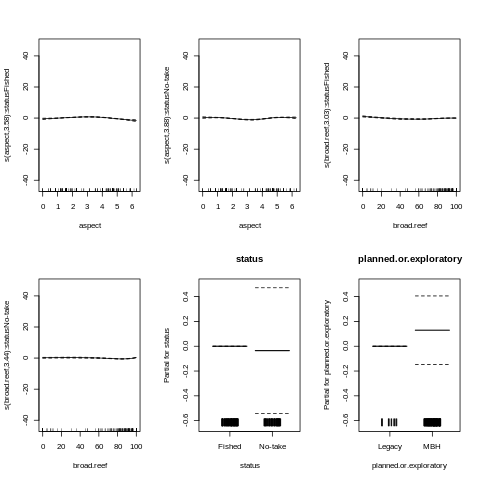 s(aspect,3.98):statusFished
40
20
0
-20
-40
0 1 2 3 4 5 6
aspect
s(aspect,3.88):statusNo-take
40
20
0
-20
-40
0 1 2 3 4 5 6
aspect
s(broad.reef,3.03):statusFished
40
20
0
-20
-40
0 20 40 60 80 100
broad.reef
s(broad.reef,3.44):statusNo-take
40
20
0
-20
-40
0 20 40 60 80 100
broad.reef
status
Partial for status
0.4
0.2
0.0
-0.2
-0.4
-0.6
Fished No-take
status
planned.or.exploratory
Partial for planned.or.exploratory
0.4
0.2
0.0
-0.2
-0.4
-0.6
Legacy MBH
planned.or.exploratory